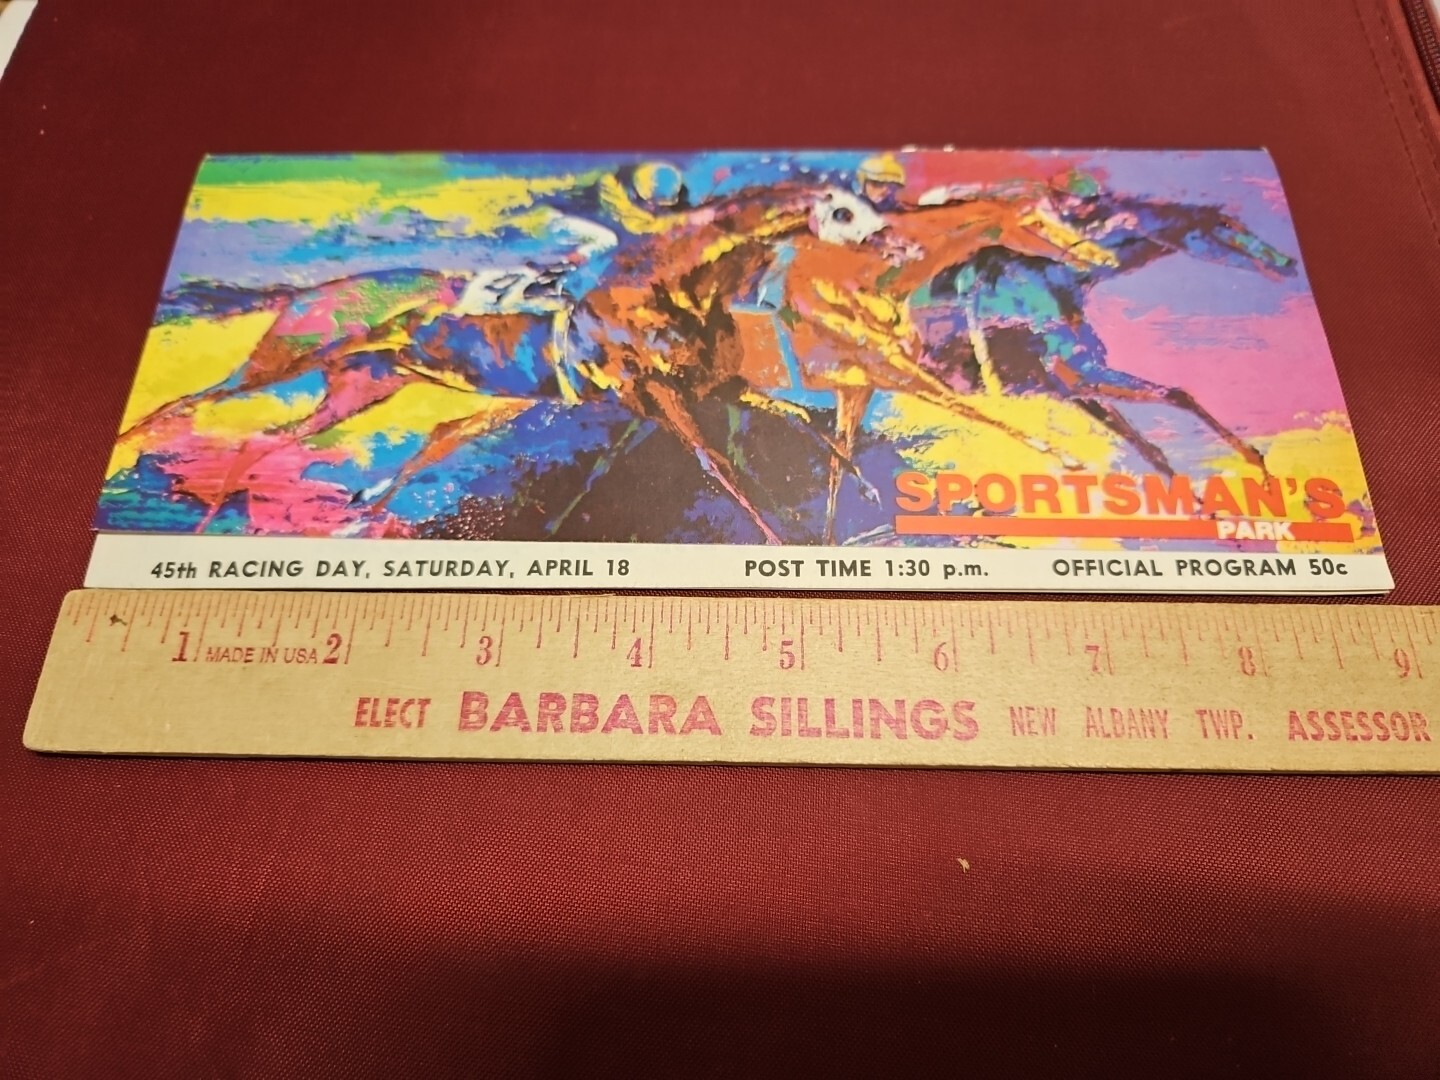 SPORTSMAN'S
PARK
45th RACING DAY, SATURDAY, APRIL 18 POST TIME 1:30 p.m. OFFICIAL PROGRAM 50c
1 MADE IN USA 2 3 4 5 6 7 8 9
ELECT BARBARA SILLINGS NEW ALBANY TWP. ASSESSOR